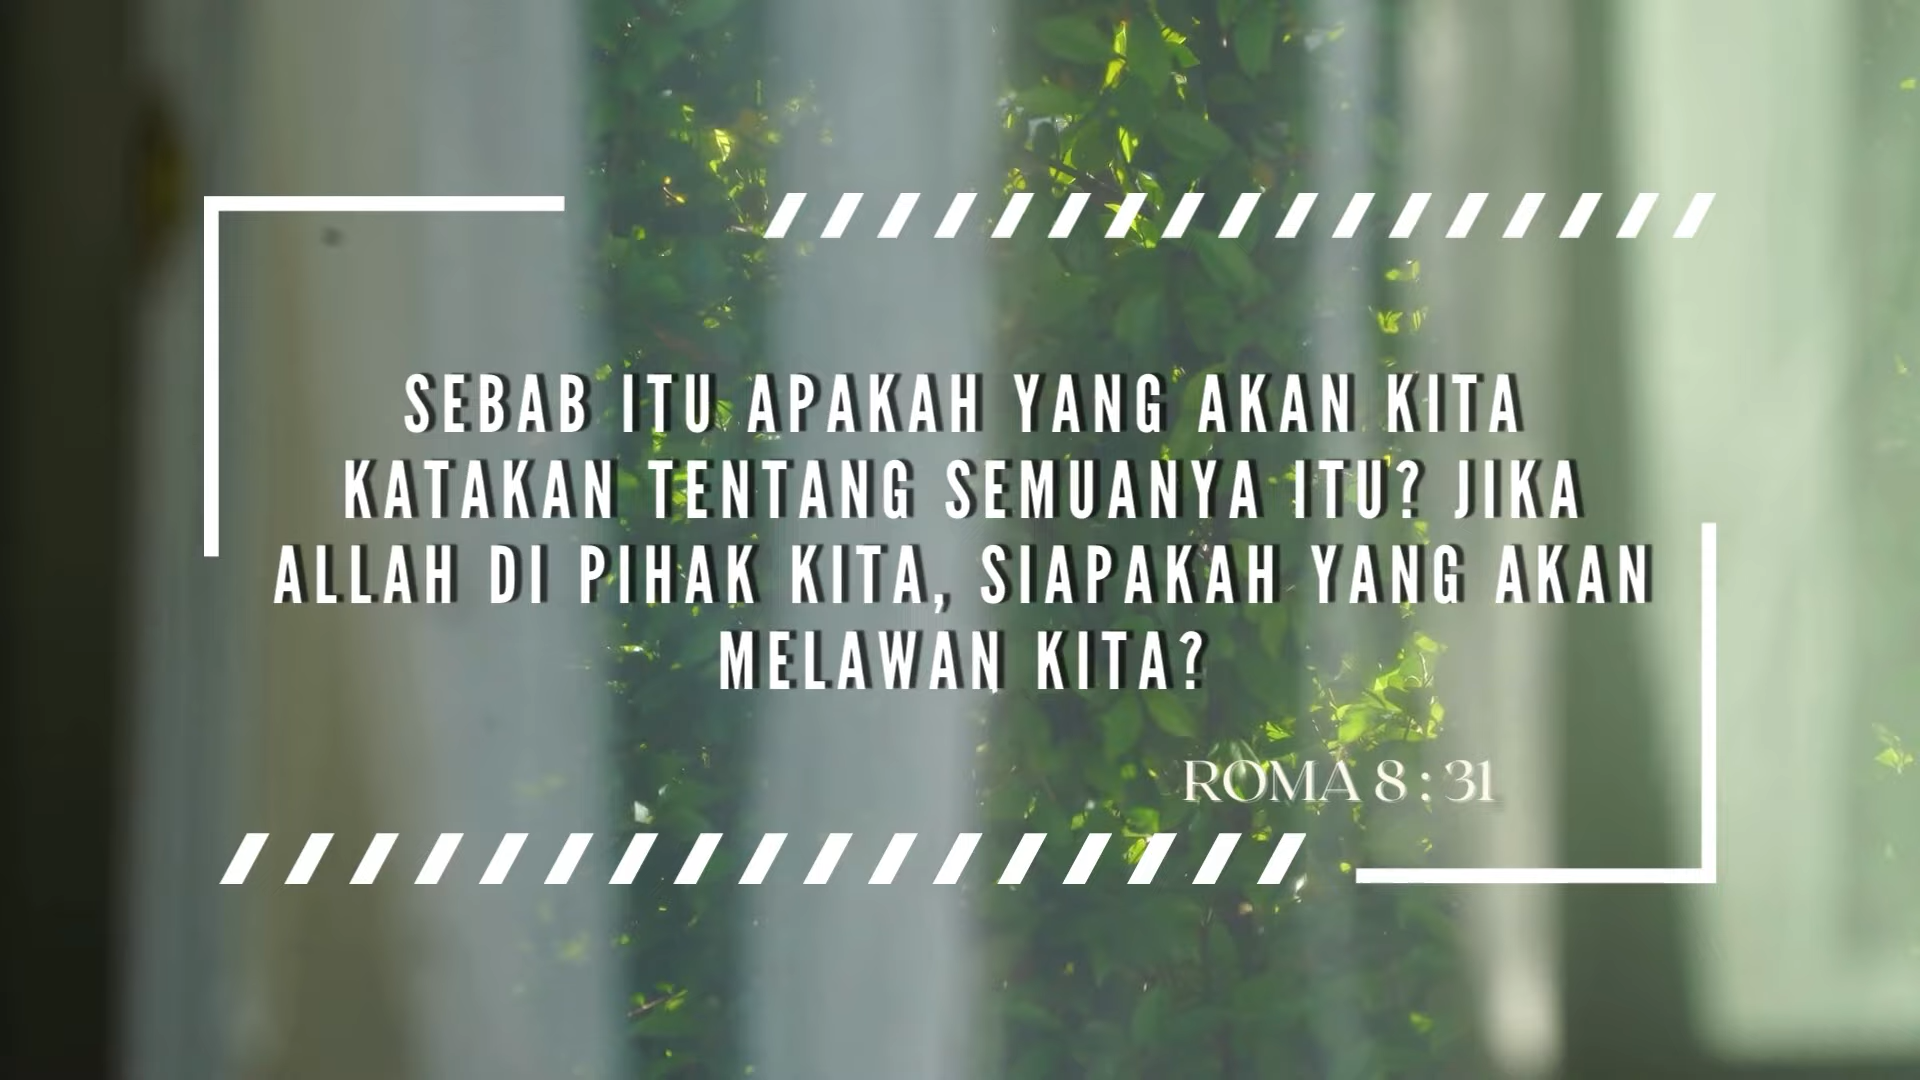 SEBAB ITU APAKAH YANG AKAN KITA
KATAKAN TENTANG SEMUANYA ITU? JIKA
ALLAH DI PIHAK KITA, SIAPAKAH YANG AKAN
MELAWAN KITA?
ROMA 8 : 31